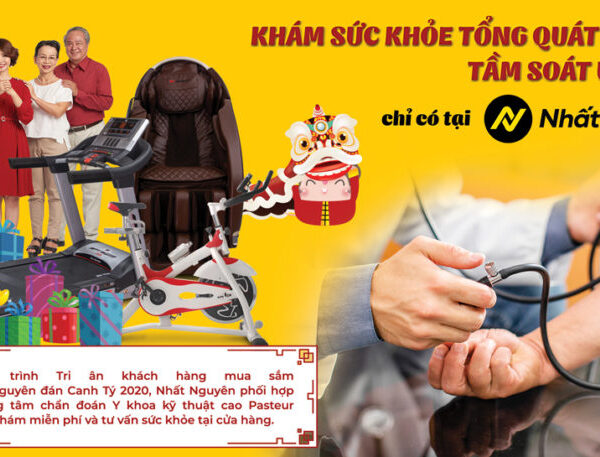 KHÁM SỨC KHỎE TỔNG QUÁT
TẦM SOÁT
chỉ có tại
Nhất
trình Tri ân khách hàng mua sắm
guyên đán Canh Tý 2020, Nhất Nguyên phối hợp
g tâm chẩn đoán Y khoa kỹ thuật cao Pasteur
hám miễn phí và tư vấn sức khỏe tại cửa hàng.